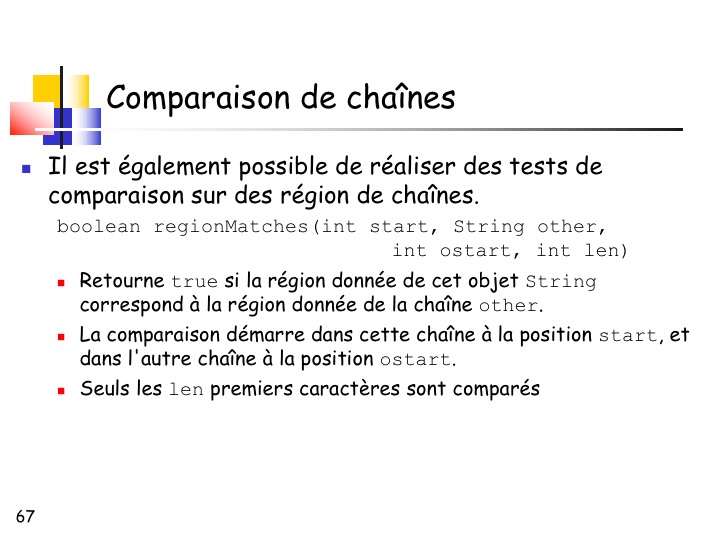 Comparaison de chaînes
Il est également possible de réaliser des tests de
comparaison sur des région de chaînes.
boolean regionMatches(int start, String other,
int ostart, int len)
Retourne true si la région donnée de cet objet String
correspond à la région donnée de la chaîne other.
La comparaison démarre dans cette chaîne à la position start, et
dans l'autre chaîne à la position ostart.
Seuls les len premiers caractères sont comparés
67